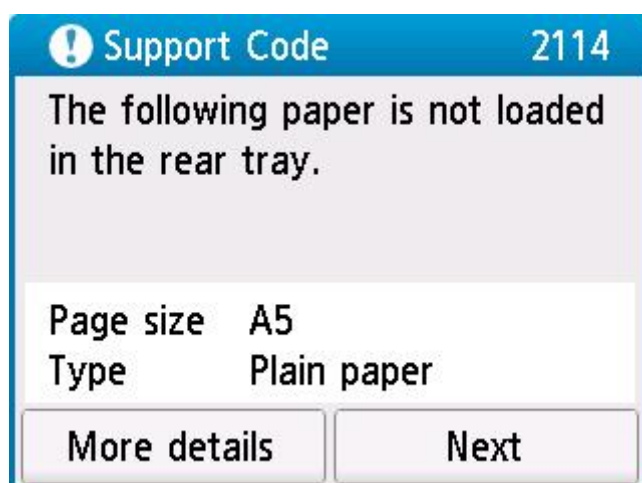 Support Code 2114
The following paper is not loaded
in the rear tray.
Page size A5
Type Plain paper
More details Next